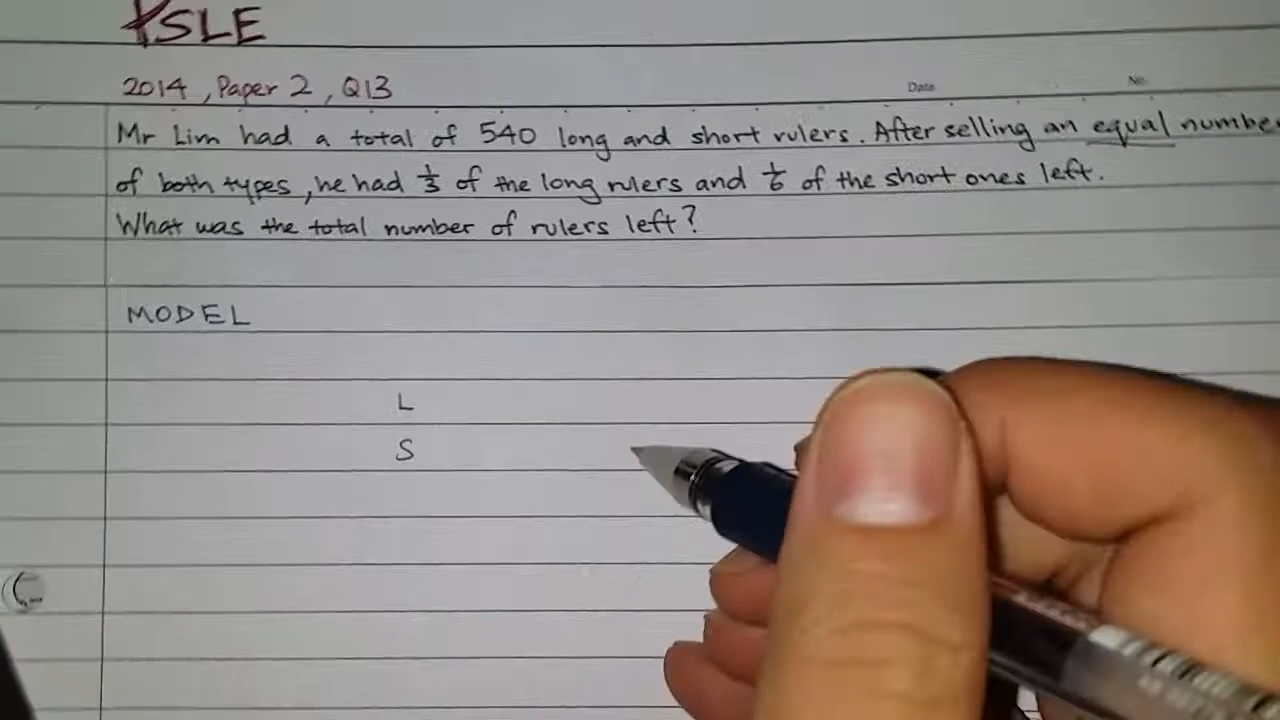 PSLE
2014, Paper 2, Q13
Date
No.
Mr Lim had a total of 540 long and short rulers. After selling an equal number
of both types, he had 1/3 of the long rulers and 1/6 of the short ones left.
What was the total number of rulers left?
MODEL
L
S